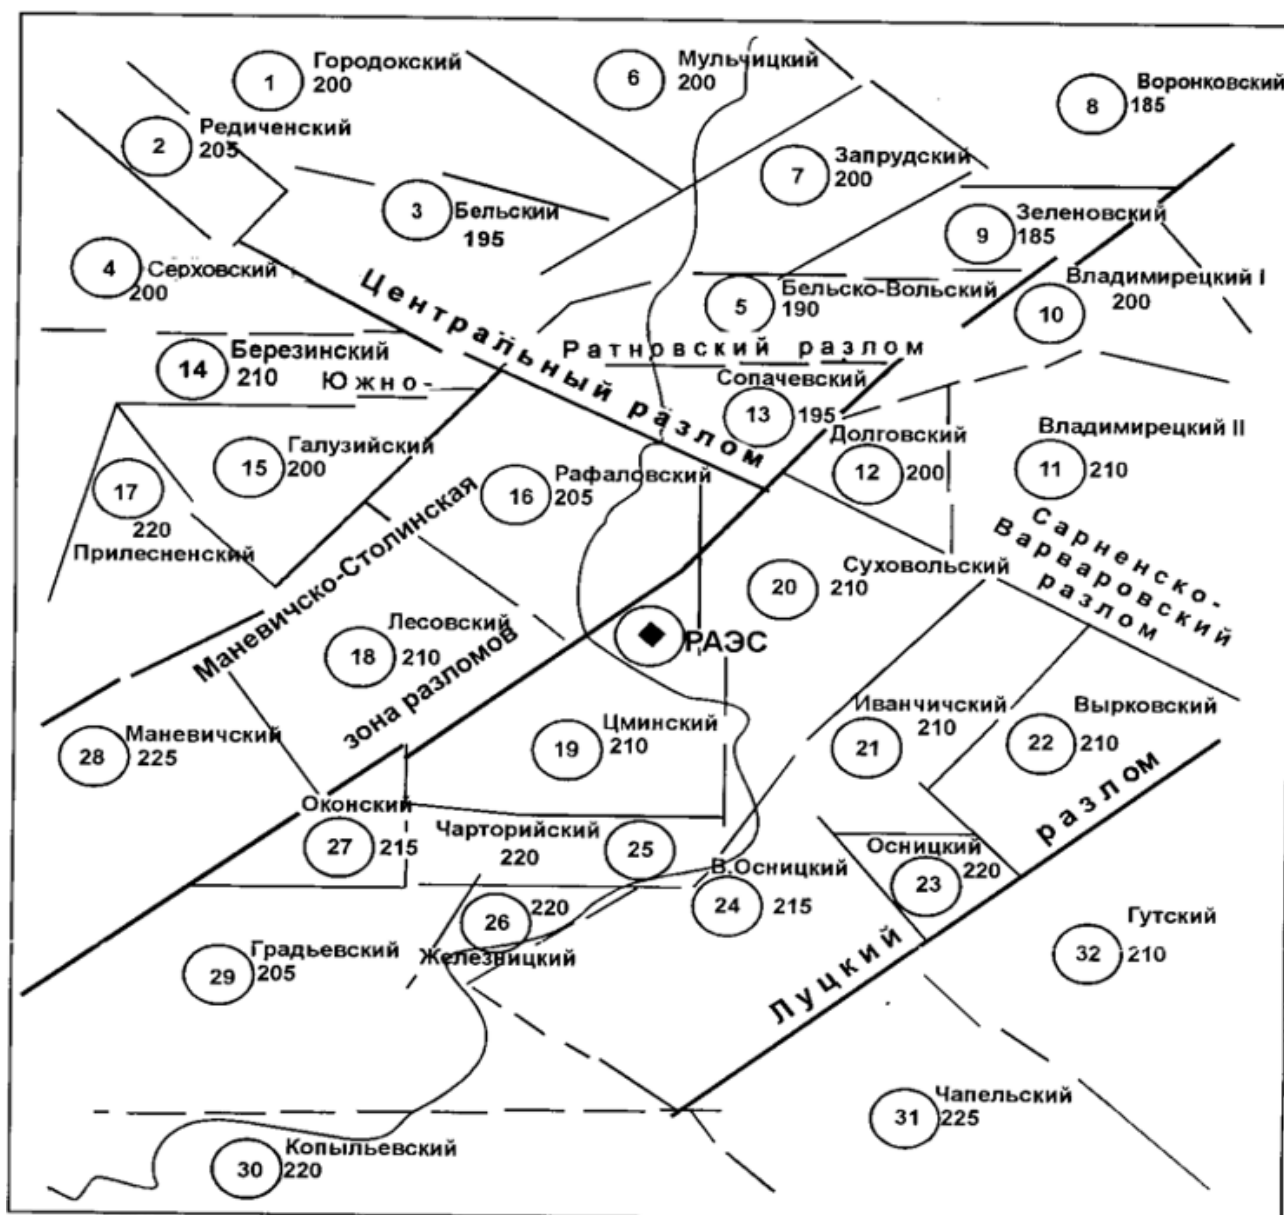 1 Городокский
200
2 Редиченский
205
3 Бельский
195
6 Мульчицкий
200
7 Запрудский
200
8 Воронковский
185
9 Зеленовский
185
4 Серховский
200
5 Бельско-Вольский
190
10 Владимирецкий I
200
Центральный разлом
Ратновский разлом
Южно-
14 Березинский
210
13 Сопачевский
195
12 Долговский
200
11 Владимирецкий II
210
15 Галузийский
200
16 Рафаловский
205
17
220
Прилесненский
Сарненско-
Варваровский
разлом
20 Суховольский
210
РАЭС
Маневичско-Столинская
зона разломов
18 Лесовский
210
19 Цминский
210
21 Иванчичский
210
22 Вырковский
210
28 Маневичский
225
Оконский
27 215
Чарторийский
220 25
В.Осницкий
24 215
Осницкий
23 220
26 220
Железницкий
Луцкий разлом
29 Градьевский
205
32 Гутский
210
31 Чапельский
225
30 Копыльевский
220